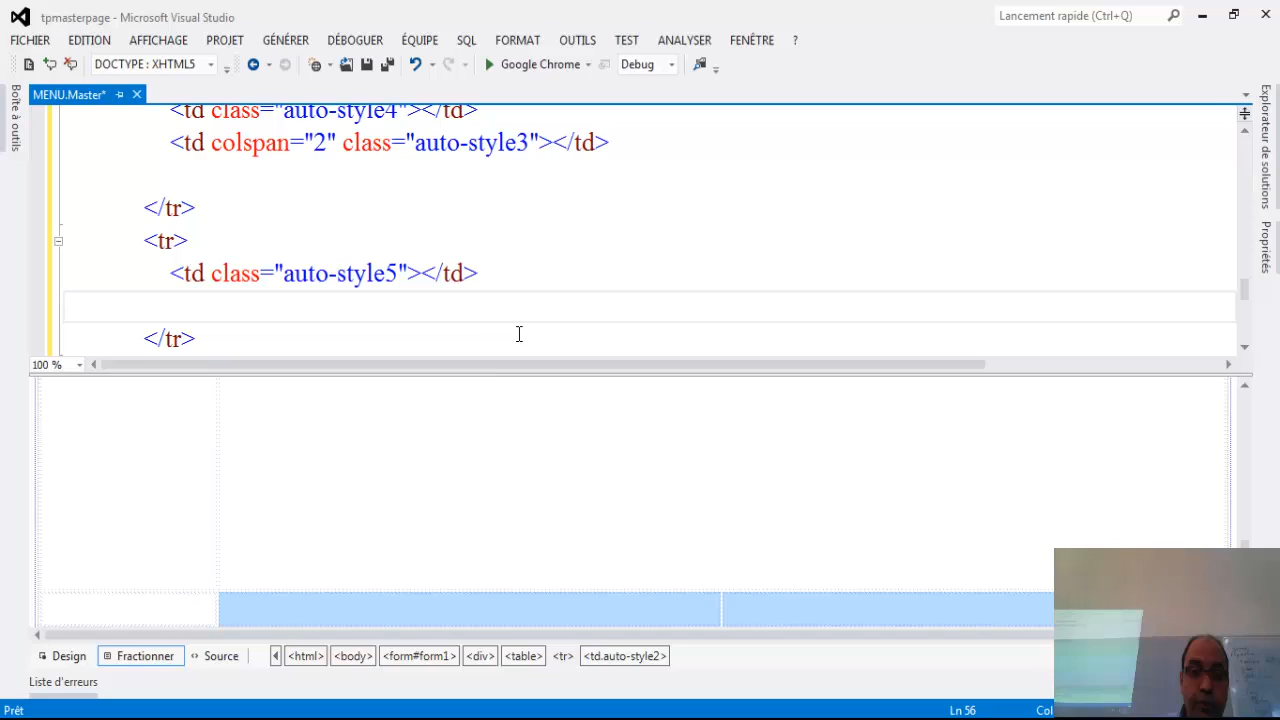 tpmasterpage - Microsoft Visual Studio
Lancement rapide (Ctrl+Q)
FICHIER EDITION AFFICHAGE PROJET GÉNÉRER DÉBOGUER ÉQUIPE SQL FORMAT OUTILS TEST ANALYSER FENÊTRE ?
DOCTYPE : XHTML5 Google Chrome Debug
Boîte à outils
MENU.Master*
Explorateur de solutions
Propriétés
<td class="auto-style4"></td>
<td colspan="2" class="auto-style3"></td>
</tr>
<tr>
<td class="auto-style5"></td>
</tr>
100 %
Design Fractionner Source <html> <body> <form#form1> <div> <table> <tr> <td.auto-style2>
Liste d'erreurs
Prêt Ln 56 Col